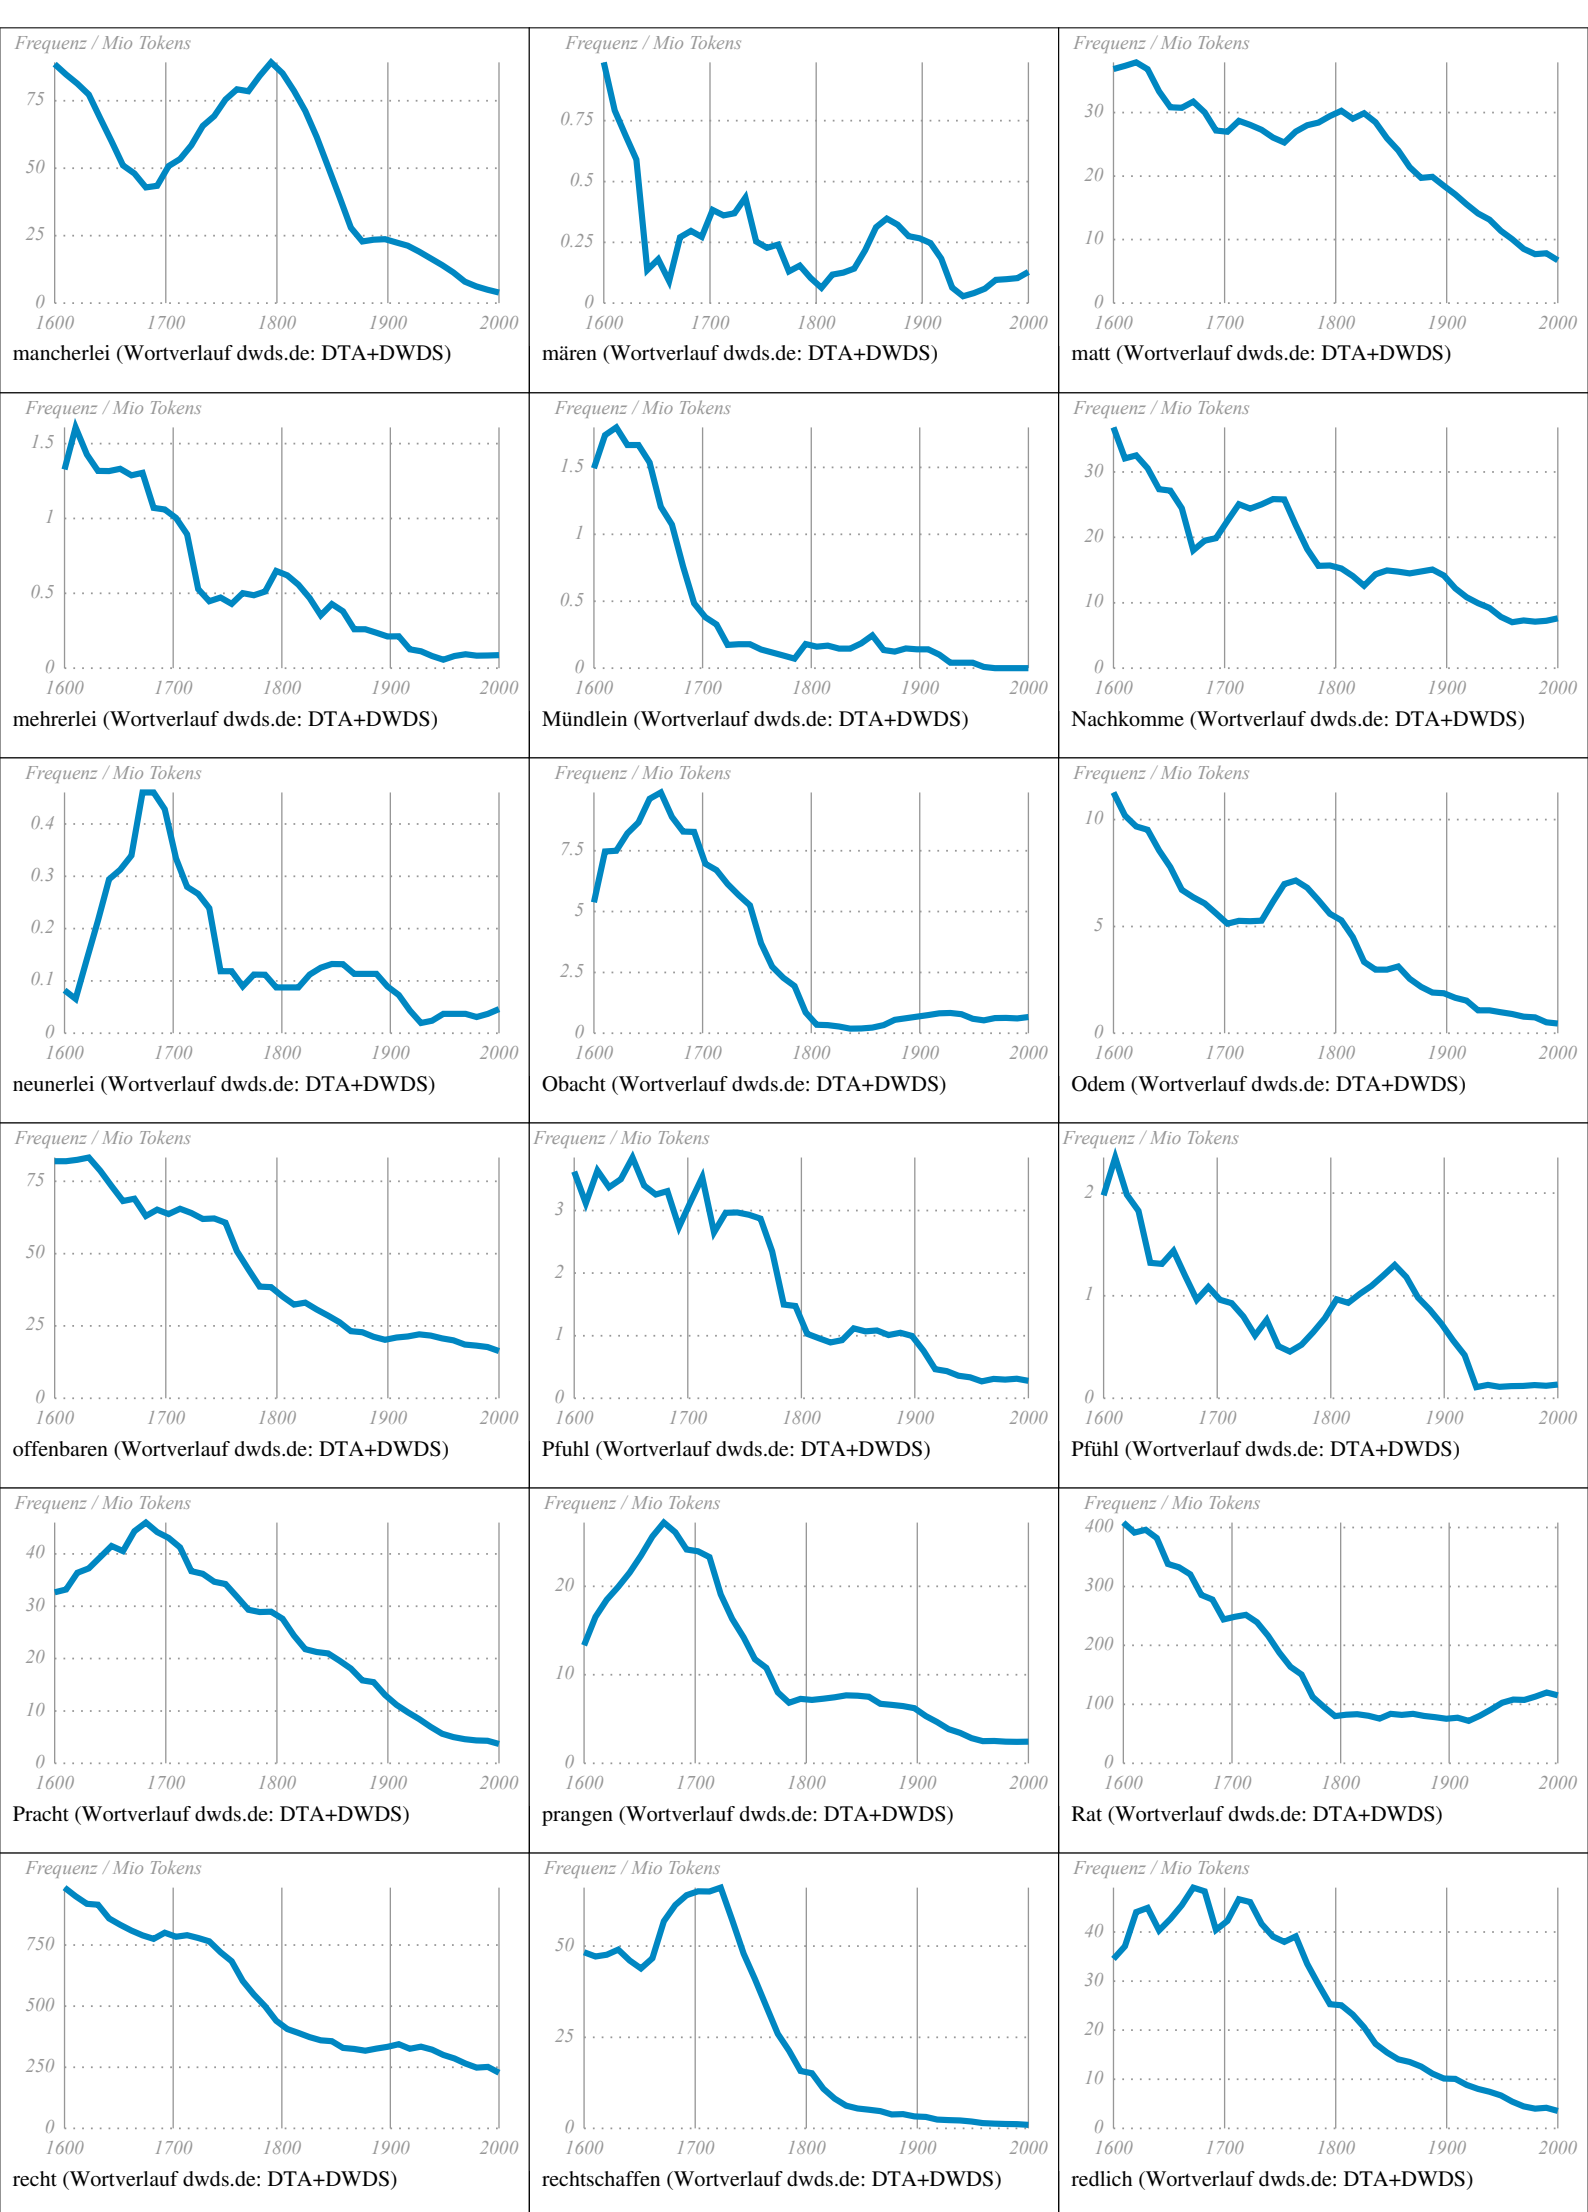 Frequenz / Mio Tokens
75
50
25
0
1600 1700 1800 1900 2000
mancherlei (Wortverlauf dwds.de: DTA+DWDS)
Frequenz / Mio Tokens
0.75
0.5
0.25
0
1600 1700 1800 1900 2000
mären (Wortverlauf dwds.de: DTA+DWDS)
Frequenz / Mio Tokens
30
20
10
0
1600 1700 1800 1900 2000
matt (Wortverlauf dwds.de: DTA+DWDS)
Frequenz / Mio Tokens
1.5
1
0.5
0
1600 1700 1800 1900 2000
mehrerlei (Wortverlauf dwds.de: DTA+DWDS)
Frequenz / Mio Tokens
1.5
1
0.5
0
1600 1700 1800 1900 2000
Mündlein (Wortverlauf dwds.de: DTA+DWDS)
Frequenz / Mio Tokens
30
20
10
0
1600 1700 1800 1900 2000
Nachkomme (Wortverlauf dwds.de: DTA+DWDS)
Frequenz / Mio Tokens
0.4
0.3
0.2
0.1
0
1600 1700 1800 1900 2000
neunerlei (Wortverlauf dwds.de: DTA+DWDS)
Frequenz / Mio Tokens
7.5
5
2.5
0
1600 1700 1800 1900 2000
Obacht (Wortverlauf dwds.de: DTA+DWDS)
Frequenz / Mio Tokens
10
5
0
1600 1700 1800 1900 2000
Odem (Wortverlauf dwds.de: DTA+DWDS)
Frequenz / Mio Tokens
75
50
25
0
1600 1700 1800 1900 2000
offenbaren (Wortverlauf dwds.de: DTA+DWDS)
Frequenz / Mio Tokens
3
2
1
0
1600 1700 1800 1900 2000
Pfuhl (Wortverlauf dwds.de: DTA+DWDS)
Frequenz / Mio Tokens
2
1
0
1600 1700 1800 1900 2000
Pfühl (Wortverlauf dwds.de: DTA+DWDS)
Frequenz / Mio Tokens
40
30
20
10
0
1600 1700 1800 1900 2000
Pracht (Wortverlauf dwds.de: DTA+DWDS)
Frequenz / Mio Tokens
20
10
0
1600 1700 1800 1900 2000
prangen (Wortverlauf dwds.de: DTA+DWDS)
Frequenz / Mio Tokens
400
300
200
100
0
1600 1700 1800 1900 2000
Rat (Wortverlauf dwds.de: DTA+DWDS)
Frequenz / Mio Tokens
750
500
250
0
1600 1700 1800 1900 2000
recht (Wortverlauf dwds.de: DTA+DWDS)
Frequenz / Mio Tokens
50
25
0
1600 1700 1800 1900 2000
rechtschaffen (Wortverlauf dwds.de: DTA+DWDS)
Frequenz / Mio Tokens
40
30
20
10
0
1600 1700 1800 1900 2000
redlich (Wortverlauf dwds.de: DTA+DWDS)